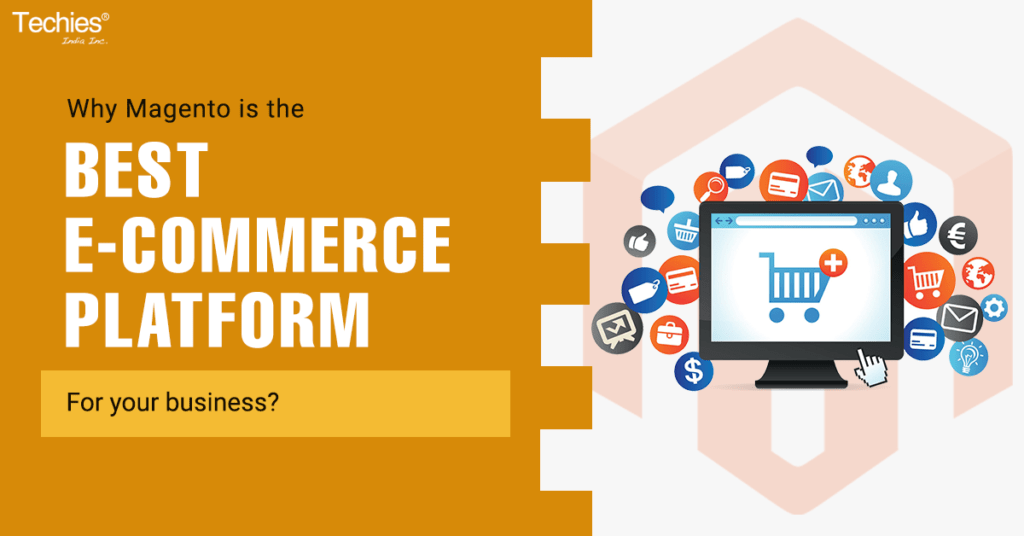 Techies®
India Inc.
Why Magento is the
BEST
E-COMMERCE
PLATFORM
For your business?